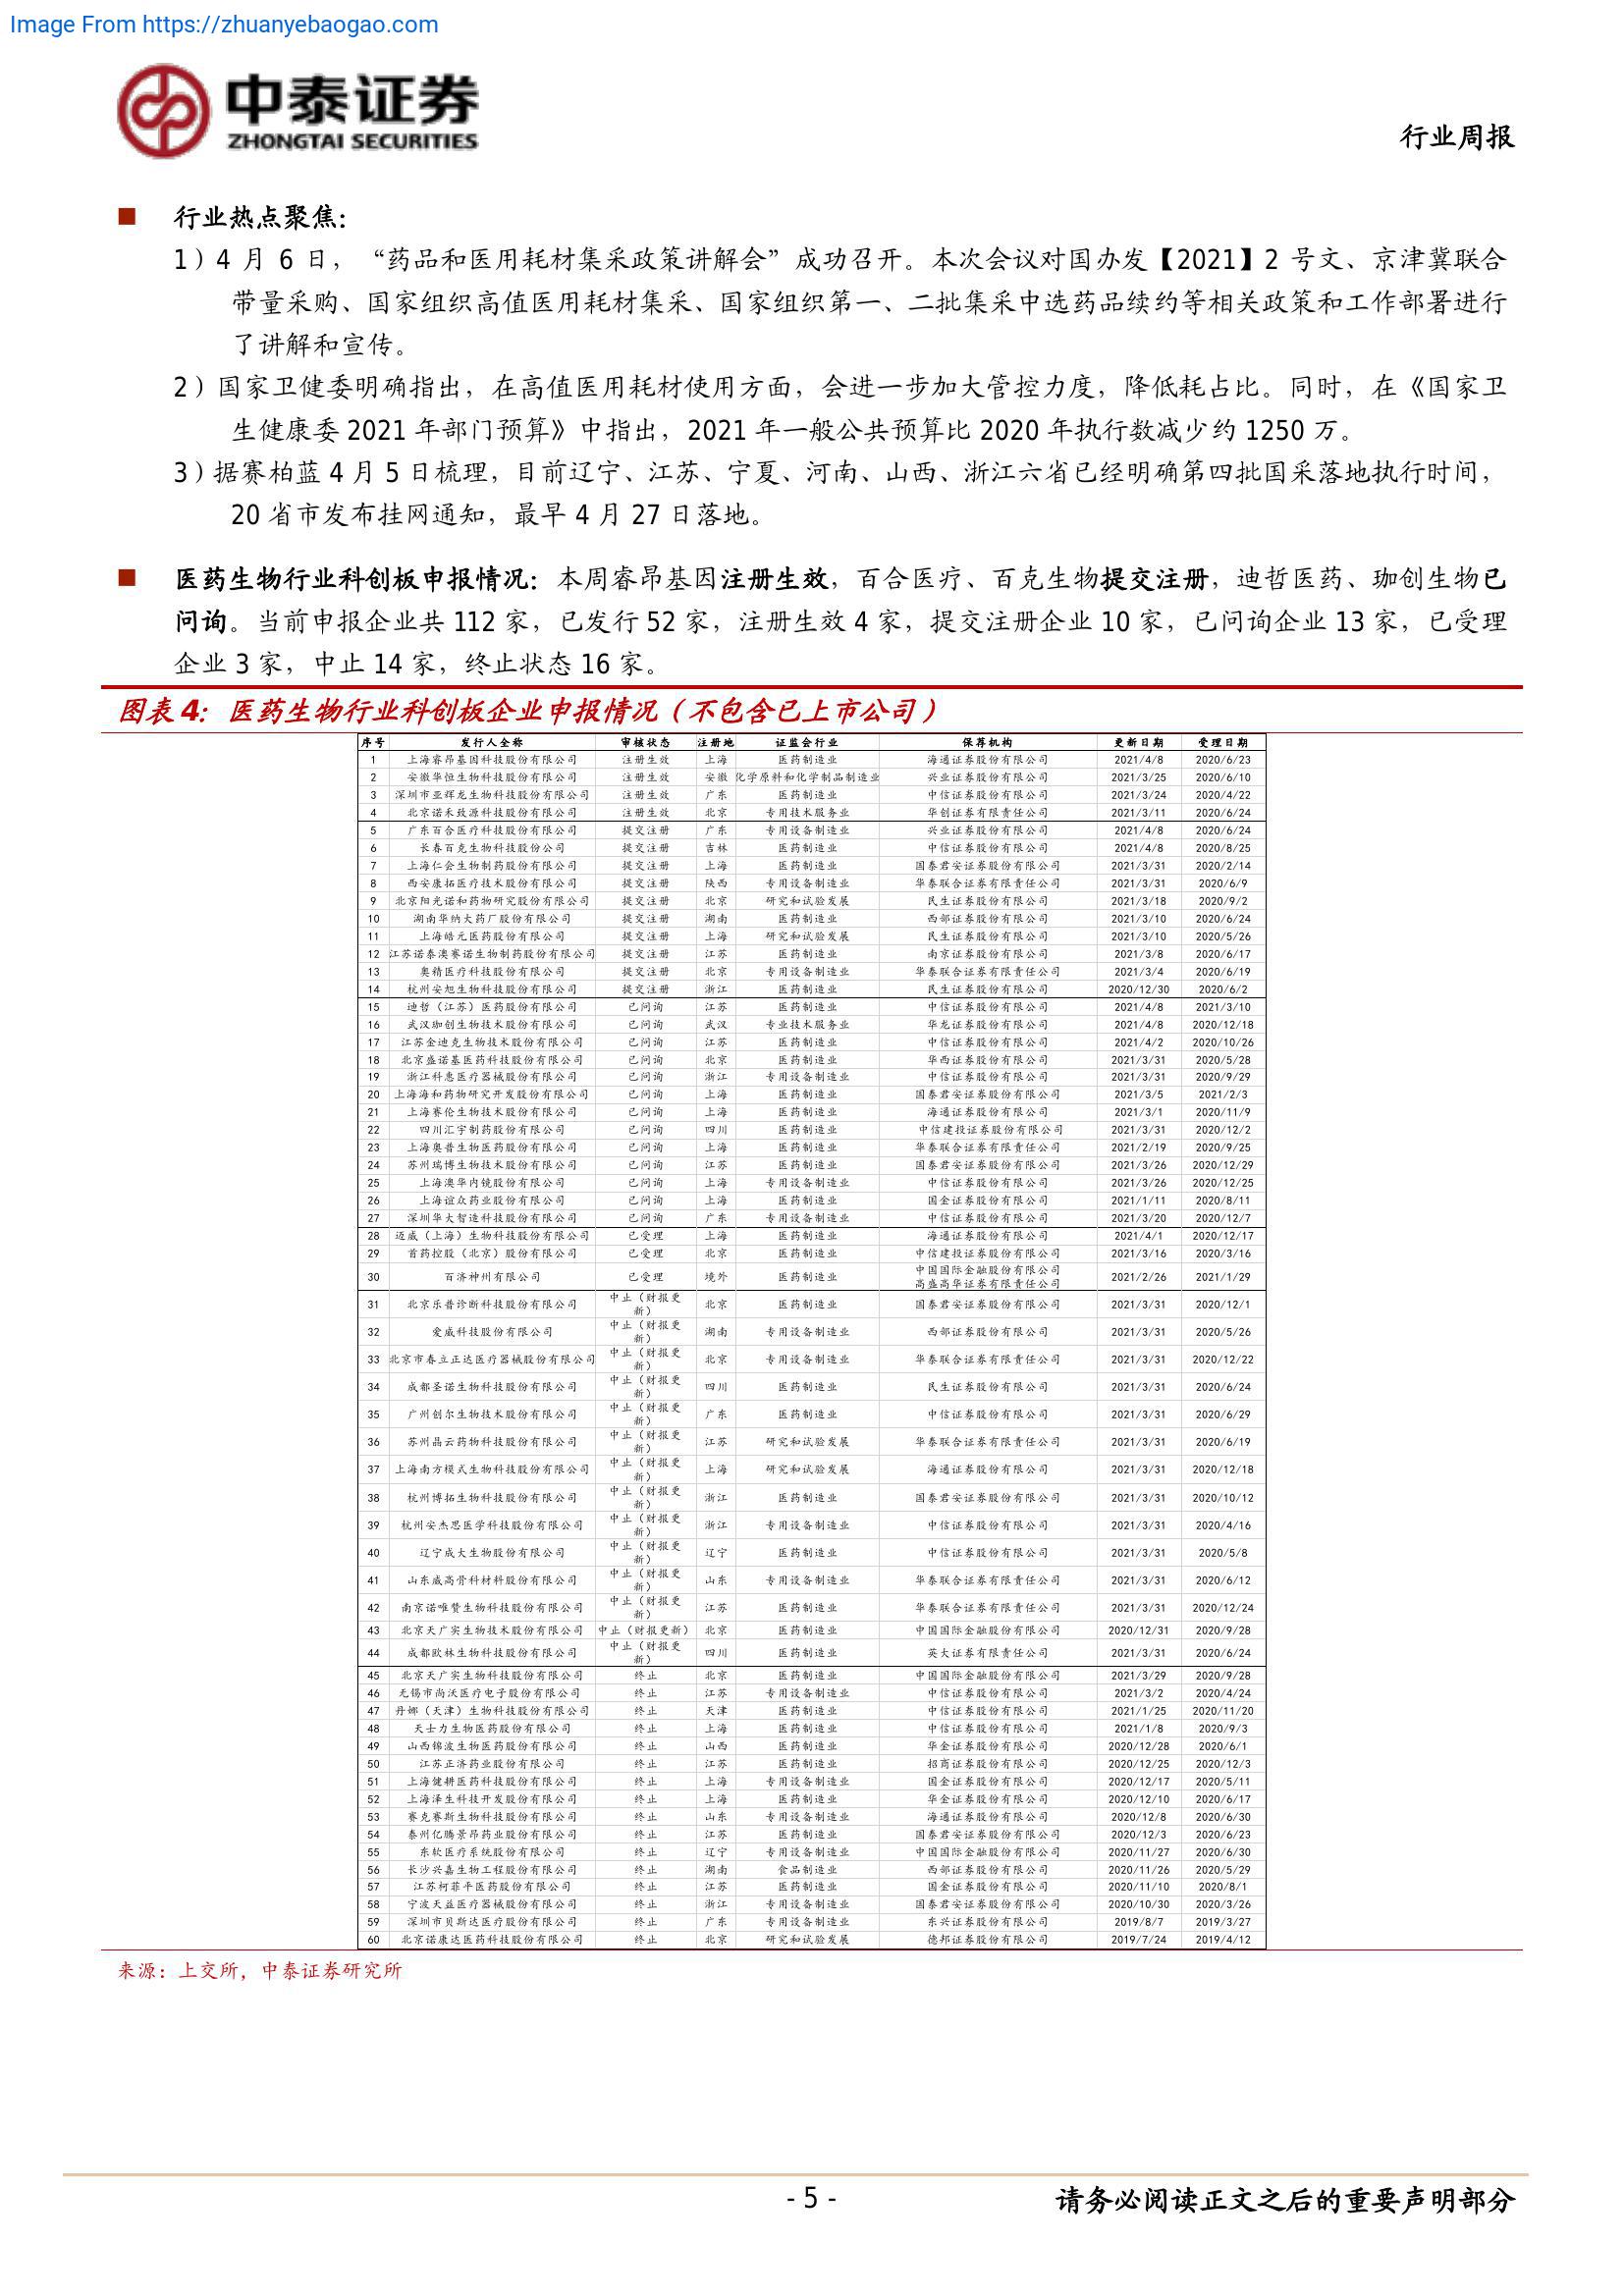 Image From https://zhuanyebaogao.com
中泰证券
ZHONGTAI SECURITIES
行业周报
■ 行业热点聚焦：
1）4 月 6 日，“药品和医用耗材集采政策讲解会”成功召开。本次会议对国办发【2021】2 号文、京津冀联合
带量采购、国家组织高值医用耗材集采、国家组织第一、二批集采中选药品续约等相关政策和工作部署进行
了讲解和宣传。
2）国家卫健委明确指出，在高值医用耗材使用方面，会进一步加大管控力度，降低耗占比。同时，在《国家卫
生健康委 2021 年部门预算》中指出，2021 年一般公共预算比 2020 年执行数减少约 1250 万。
3）据赛柏蓝 4 月 5 日梳理，目前辽宁、江苏、宁夏、河南、山西、浙江六省已经明确第四批国采落地执行时间，
20 省市发布挂网通知，最早 4 月 27 日落地。
■ 医药生物行业科创板申报情况：本周睿昂基因注册生效，百合医疗、百克生物提交注册，迪哲医药、珈创生物已
问询。当前申报企业共 112 家，已发行 52 家，注册生效 4 家，提交注册企业 10 家，已问询企业 13 家，已受理
企业 3 家，中止 14 家，终止状态 16 家。
图表 4：医药生物行业科创板企业申报情况（不包含已上市公司）
序号 发行人全称 审核状态 注册地 证监会行业 保荐机构 更新日期 受理日期
1 上海睿昂基因科技股份有限公司 注册生效 上海 医药制造业 海通证券股份有限公司 2021/4/8 2020/6/23
2 安徽华恒生物科技股份有限公司 注册生效 安徽 化学原料和化学制品制造业 兴业证券股份有限公司 2021/3/25 2020/6/10
3 深圳市亚辉龙生物科技股份有限公司 注册生效 广东 医药制造业 中信证券股份有限公司 2021/3/24 2020/4/22
4 北京诺禾致源科技股份有限公司 注册生效 北京 专用技术服务业 华创证券有限责任公司 2021/3/11 2020/6/24
5 广东百合医疗科技股份有限公司 提交注册 广东 专用设备制造业 兴业证券股份有限公司 2021/4/8 2020/6/24
6 长春百克生物科技股份公司 提交注册 吉林 医药制造业 中信证券股份有限公司 2021/4/8 2020/8/25
7 上海仁会生物制药股份有限公司 提交注册 上海 医药制造业 国泰君安证券股份有限公司 2021/3/31 2020/2/14
8 西安康拓医疗技术股份有限公司 提交注册 陕西 专用设备制造业 华泰联合证券有限责任公司 2021/3/31 2020/6/9
9 北京阳光诺和药物研究股份有限公司 提交注册 北京 研究和试验发展 民生证券股份有限公司 2021/3/18 2020/9/2
10 湖南华纳大药厂股份有限公司 提交注册 湖南 医药制造业 西部证券股份有限公司 2021/3/10 2020/6/24
11 上海皓元医药股份有限公司 提交注册 上海 研究和试验发展 民生证券股份有限公司 2021/3/10 2020/5/26
12 江苏诺泰澳赛诺生物制药股份有限公司 提交注册 江苏 医药制造业 南京证券股份有限公司 2021/3/8 2020/6/17
13 奥精医疗科技股份有限公司 提交注册 北京 专用设备制造业 华泰联合证券有限责任公司 2021/3/4 2020/6/19
14 杭州安旭生物科技股份有限公司 提交注册 浙江 医药制造业 民生证券股份有限公司 2020/12/30 2020/6/2
15 迪哲（江苏）医药股份有限公司 已问询 江苏 医药制造业 中信证券股份有限公司 2021/4/8 2021/3/10
16 武汉珈创生物技术股份有限公司 已问询 武汉 专业技术服务业 华龙证券股份有限公司 2021/4/8 2020/12/18
17 江苏金迪克生物技术股份有限公司 已问询 江苏 医药制造业 中信证券股份有限公司 2021/4/2 2020/10/26
18 北京盛诺基医药科技股份有限公司 已问询 北京 医药制造业 华西证券股份有限公司 2021/3/31 2020/5/28
19 浙江科惠医疗器械股份有限公司 已问询 浙江 专用设备制造业 中信证券股份有限公司 2021/3/31 2020/9/29
20 上海海和药物研究开发股份有限公司 已问询 上海 医药制造业 国泰君安证券股份有限公司 2021/3/5 2021/2/3
21 上海赛伦生物技术股份有限公司 已问询 上海 医药制造业 海通证券股份有限公司 2021/3/1 2020/11/9
22 四川汇宇制药股份有限公司 已问询 四川 医药制造业 中信建投证券股份有限公司 2021/3/31 2020/12/2
23 上海奥普生物医药股份有限公司 已问询 上海 医药制造业 华泰联合证券有限责任公司 2021/2/19 2020/9/25
24 苏州瑞博生物技术股份有限公司 已问询 江苏 医药制造业 国泰君安证券股份有限公司 2021/3/26 2020/12/29
25 上海澳华内镜股份有限公司 已问询 上海 专用设备制造业 中信证券股份有限公司 2021/3/26 2020/12/25
26 上海谊众药业股份有限公司 已问询 上海 医药制造业 国金证券股份有限公司 2021/1/11 2020/8/11
27 深圳华大智造科技股份有限公司 已问询 广东 专用设备制造业 中信证券股份有限公司 2021/3/20 2020/12/7
28 迈威（上海）生物科技股份有限公司 已受理 上海 医药制造业 海通证券股份有限公司 2021/4/1 2020/12/17
29 首药控股（北京）股份有限公司 已受理 北京 医药制造业 中信建投证券股份有限公司 2021/3/16 2020/3/16
30 百济神州有限公司 已受理 境外 医药制造业 中国国际金融股份有限公司 高盛高华证券有限责任公司 2021/2/26 2021/1/29
31 北京乐普诊断科技股份有限公司 中止（财报更新） 北京 医药制造业 国泰君安证券股份有限公司 2021/3/31 2020/12/1
32 爱威科技股份有限公司 中止（财报更新） 湖南 专用设备制造业 西部证券股份有限公司 2021/3/31 2020/5/26
33 北京市春立正达医疗器械股份有限公司 中止（财报更新） 北京 专用设备制造业 华泰联合证券有限责任公司 2021/3/31 2020/12/22
34 成都圣诺生物科技股份有限公司 中止（财报更新） 四川 医药制造业 民生证券股份有限公司 2021/3/31 2020/6/24
35 广州创尔生物技术股份有限公司 中止（财报更新） 广东 医药制造业 中信证券股份有限公司 2021/3/31 2020/6/29
36 苏州晶云药物科技股份有限公司 中止（财报更新） 江苏 研究和试验发展 华泰联合证券有限责任公司 2021/3/31 2020/6/19
37 上海南方模式生物科技股份有限公司 中止（财报更新） 上海 研究和试验发展 海通证券股份有限公司 2021/3/31 2020/12/18
38 杭州博拓生物科技股份有限公司 中止（财报更新） 浙江 医药制造业 国泰君安证券股份有限公司 2021/3/31 2020/10/12
39 杭州安杰思医学科技股份有限公司 中止（财报更新） 浙江 专用设备制造业 中信证券股份有限公司 2021/3/31 2020/4/16
40 辽宁成大生物股份有限公司 中止（财报更新） 辽宁 医药制造业 中信证券股份有限公司 2021/3/31 2020/5/8
41 山东威高骨科材料股份有限公司 中止（财报更新） 山东 专用设备制造业 华泰联合证券有限责任公司 2021/3/31 2020/6/12
42 南京诺唯赞生物科技股份有限公司 中止（财报更新） 江苏 医药制造业 华泰联合证券有限责任公司 2021/3/31 2020/12/24
43 北京天广实生物技术股份有限公司 中止（财报更新） 北京 医药制造业 中国国际金融股份有限公司 2020/12/31 2020/9/28
44 成都欧林生物科技股份有限公司 中止（财报更新） 四川 医药制造业 英大证券有限责任公司 2021/3/31 2020/6/24
45 北京天广实生物科技股份有限公司 终止 北京 医药制造业 中国国际金融股份有限公司 2021/3/29 2020/9/28
46 无锡市尚沃医疗电子股份有限公司 终止 江苏 专用设备制造业 中信证券股份有限公司 2021/3/2 2020/4/24
47 丹娜（天津）生物科技股份有限公司 终止 天津 医药制造业 中信证券股份有限公司 2021/1/25 2020/11/20
48 天士力生物医药股份有限公司 终止 上海 医药制造业 中信证券股份有限公司 2021/1/8 2020/9/3
49 山西锦波生物医药股份有限公司 终止 山西 医药制造业 华金证券股份有限公司 2020/12/28 2020/6/1
50 江苏正济药业股份有限公司 终止 江苏 医药制造业 招商证券股份有限公司 2020/12/25 2020/12/3
51 上海健耕医药科技股份有限公司 终止 上海 专用设备制造业 国金证券股份有限公司 2020/12/17 2020/5/11
52 上海泽生科技开发股份有限公司 终止 上海 医药制造业 华金证券股份有限公司 2020/12/10 2020/6/17
53 赛克赛斯生物科技股份有限公司 终止 山东 专用设备制造业 海通证券股份有限公司 2020/12/8 2020/6/30
54 泰州亿腾景昂药业股份有限公司 终止 江苏 医药制造业 国泰君安证券股份有限公司 2020/12/3 2020/6/23
55 东软医疗系统股份有限公司 终止 辽宁 专用设备制造业 中国国际金融股份有限公司 2020/11/27 2020/6/30
56 长沙兴嘉生物工程股份有限公司 终止 湖南 食品制造业 西部证券股份有限公司 2020/11/26 2020/5/29
57 江苏柯菲平医药股份有限公司 终止 江苏 医药制造业 国金证券股份有限公司 2020/11/10 2020/8/1
58 宁波天益医疗器械股份有限公司 终止 浙江 专用设备制造业 国泰君安证券股份有限公司 2020/10/30 2020/3/26
59 深圳市贝斯达医疗股份有限公司 终止 广东 专用设备制造业 东兴证券股份有限公司 2019/8/7 2019/3/27
60 北京诺康达医药科技股份有限公司 终止 北京 研究和试验发展 德邦证券股份有限公司 2019/7/24 2019/4/12
来源：上交所，中泰证券研究所
- 5 -
请务必阅读正文之后的重要声明部分